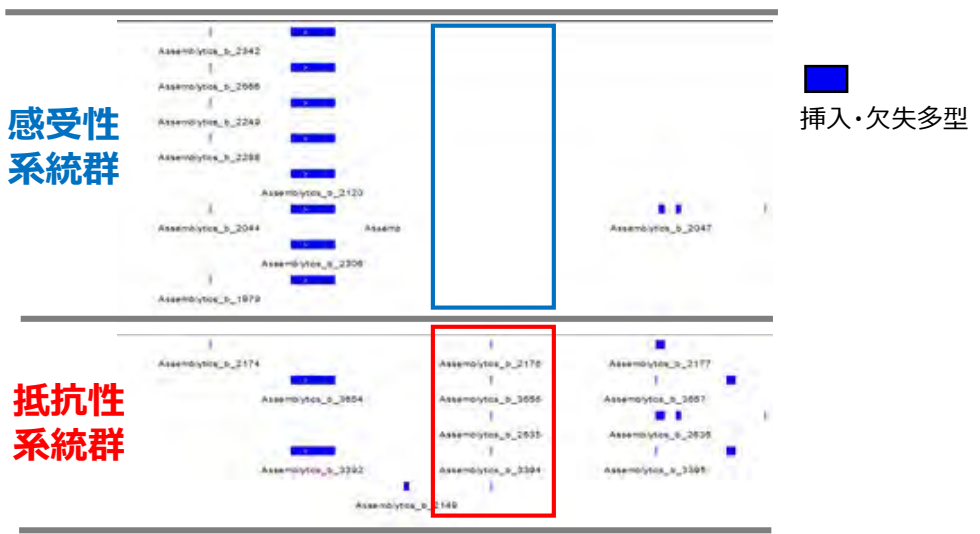 Assemblytics_b_2342
Assemblytics_b_2566
Assemblytics_b_2249
Assemblytics_b_2288
Assemblytics_b_2120
Assemblytics_b_2044 Assemb Assemblytics_b_2047
Assemblytics_b_2306
Assemblytics_b_1979
感受性
系統群
挿入・欠失多型
Assemblytics_b_2174 Assemblytics_b_2176 Assemblytics_b_2177
Assemblytics_b_3654 Assemblytics_b_3656 Assemblytics_b_3657
Assemblytics_b_2635 Assemblytics_b_2636
Assemblytics_b_3392 Assemblytics_b_3394 Assemblytics_b_3395
Assemblytics_b_2149
抵抗性
系統群